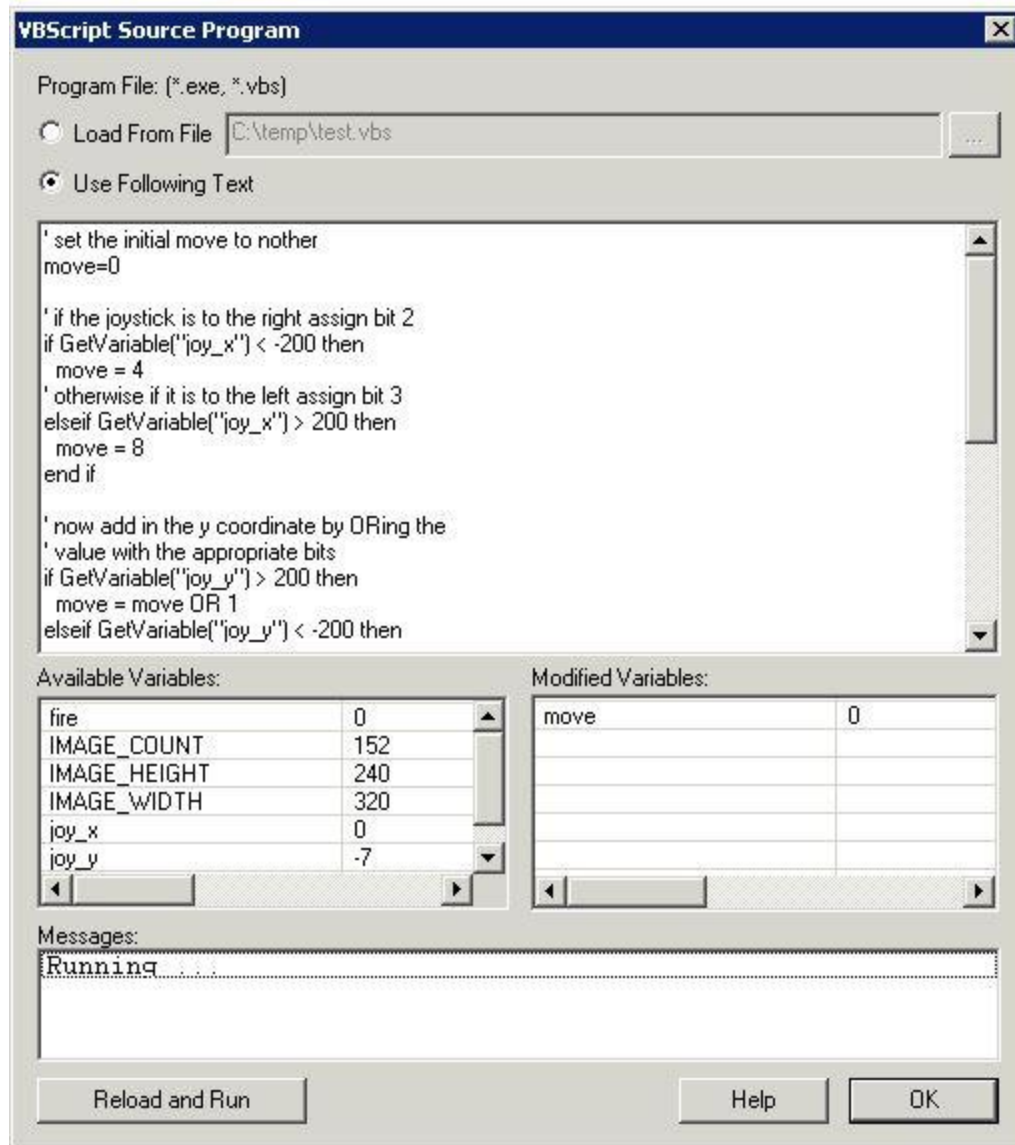 VBScript Source Program
Program File: (*.exe, *.vbs)
Load From File C:\temp\test.vbs ...
Use Following Text
' set the initial move to nother
move=0
' if the joystick is to the right assign bit 2
if GetVariable("joy_x") < -200 then
move = 4
' otherwise if it is to the left assign bit 3
elseif GetVariable("joy_x") > 200 then
move = 8
end if
' now add in the y coordinate by ORing the
' value with the appropriate bits
if GetVariable("joy_y") > 200 then
move = move OR 1
elseif GetVariable("joy_y") < -200 then
Available Variables:
fire 0
IMAGE_COUNT 152
IMAGE_HEIGHT 240
IMAGE_WIDTH 320
joy_x 0
joy_y -7
Modified Variables:
move 0
Messages:
Running . . .
Reload and Run Help OK